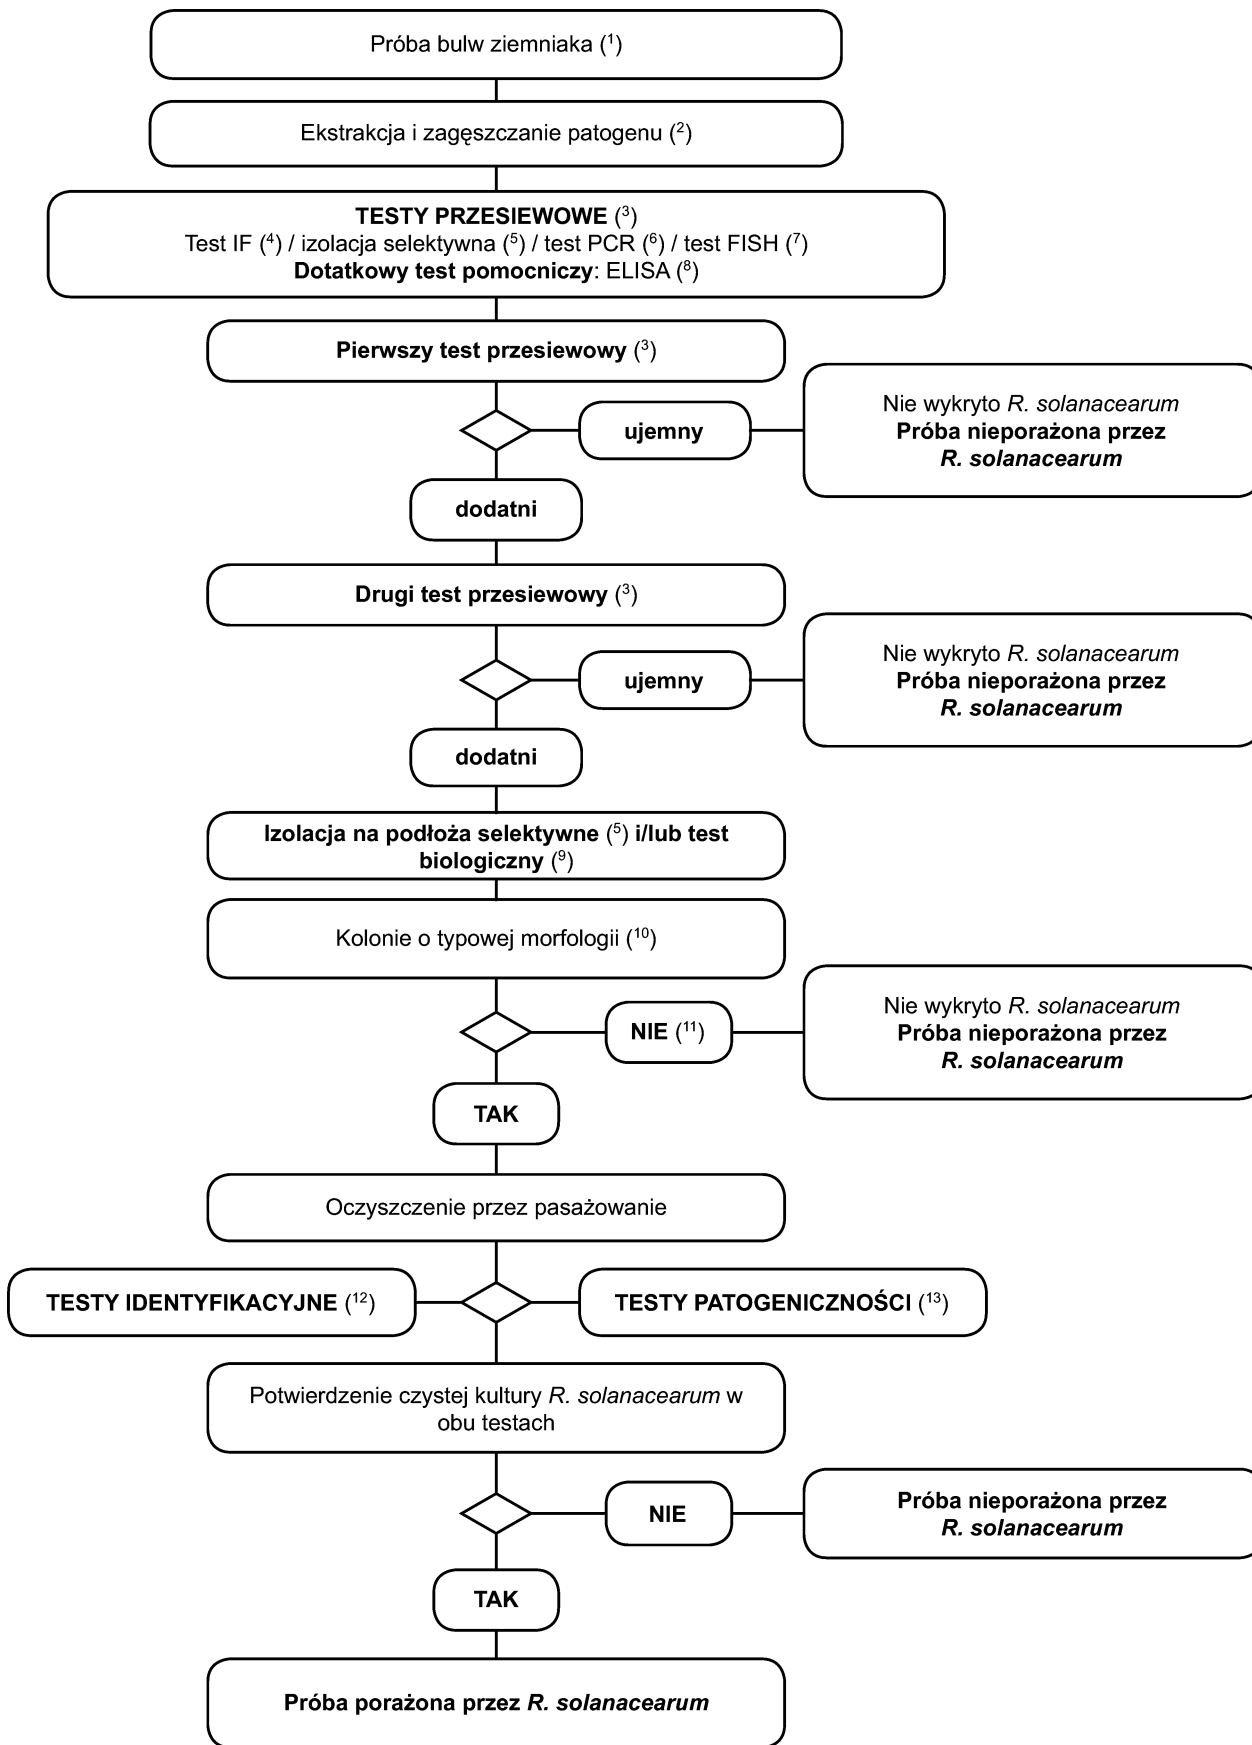 Próba bulw ziemniaka (1)
Ekstrakcja i zagęszczanie patogenu (2)
TESTY PRZESIEWOWE (3)
Test IF (4) / izolacja selektywna (5) / test PCR (6) / test FISH (7)
Dotatkowy test pomocniczy: ELISA (8)
Pierwszy test przesiewowy (3)
ujemny
Nie wykryto R. solanacearum
Próba nieporażona przez
R. solanacearum
dodatni
Drugi test przesiewowy (3)
ujemny
Nie wykryto R. solanacearum
Próba nieporażona przez
R. solanacearum
dodatni
Izolacja na podłoża selektywne (5) i/lub test
biologiczny (9)
Kolonie o typowej morfologii (10)
NIE (11)
Nie wykryto R. solanacearum
Próba nieporażona przez
R. solanacearum
TAK
Oczyszczenie przez pasażowanie
TESTY IDENTYFIKACYJNE (12)
TESTY PATOGENICZNOŚCI (13)
Potwierdzenie czystej kultury R. solanacearum w
obu testach
NIE
Próba nieporażona przez
R. solanacearum
TAK
Próba porażona przez R. solanacearum